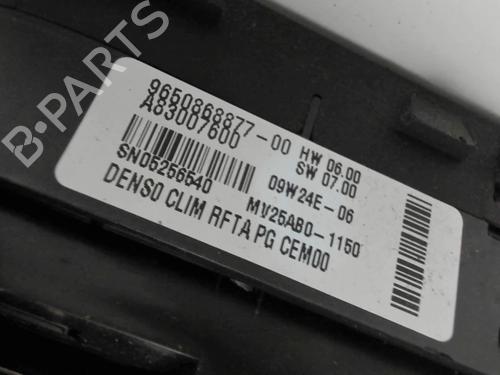 B-PARTS
9650868877-00
A83007600
HW 06.00
SW 07.00
SN05256540
09W24E-06
MV25AB0-1150
DENSO CLIM RFTA PG CEM00